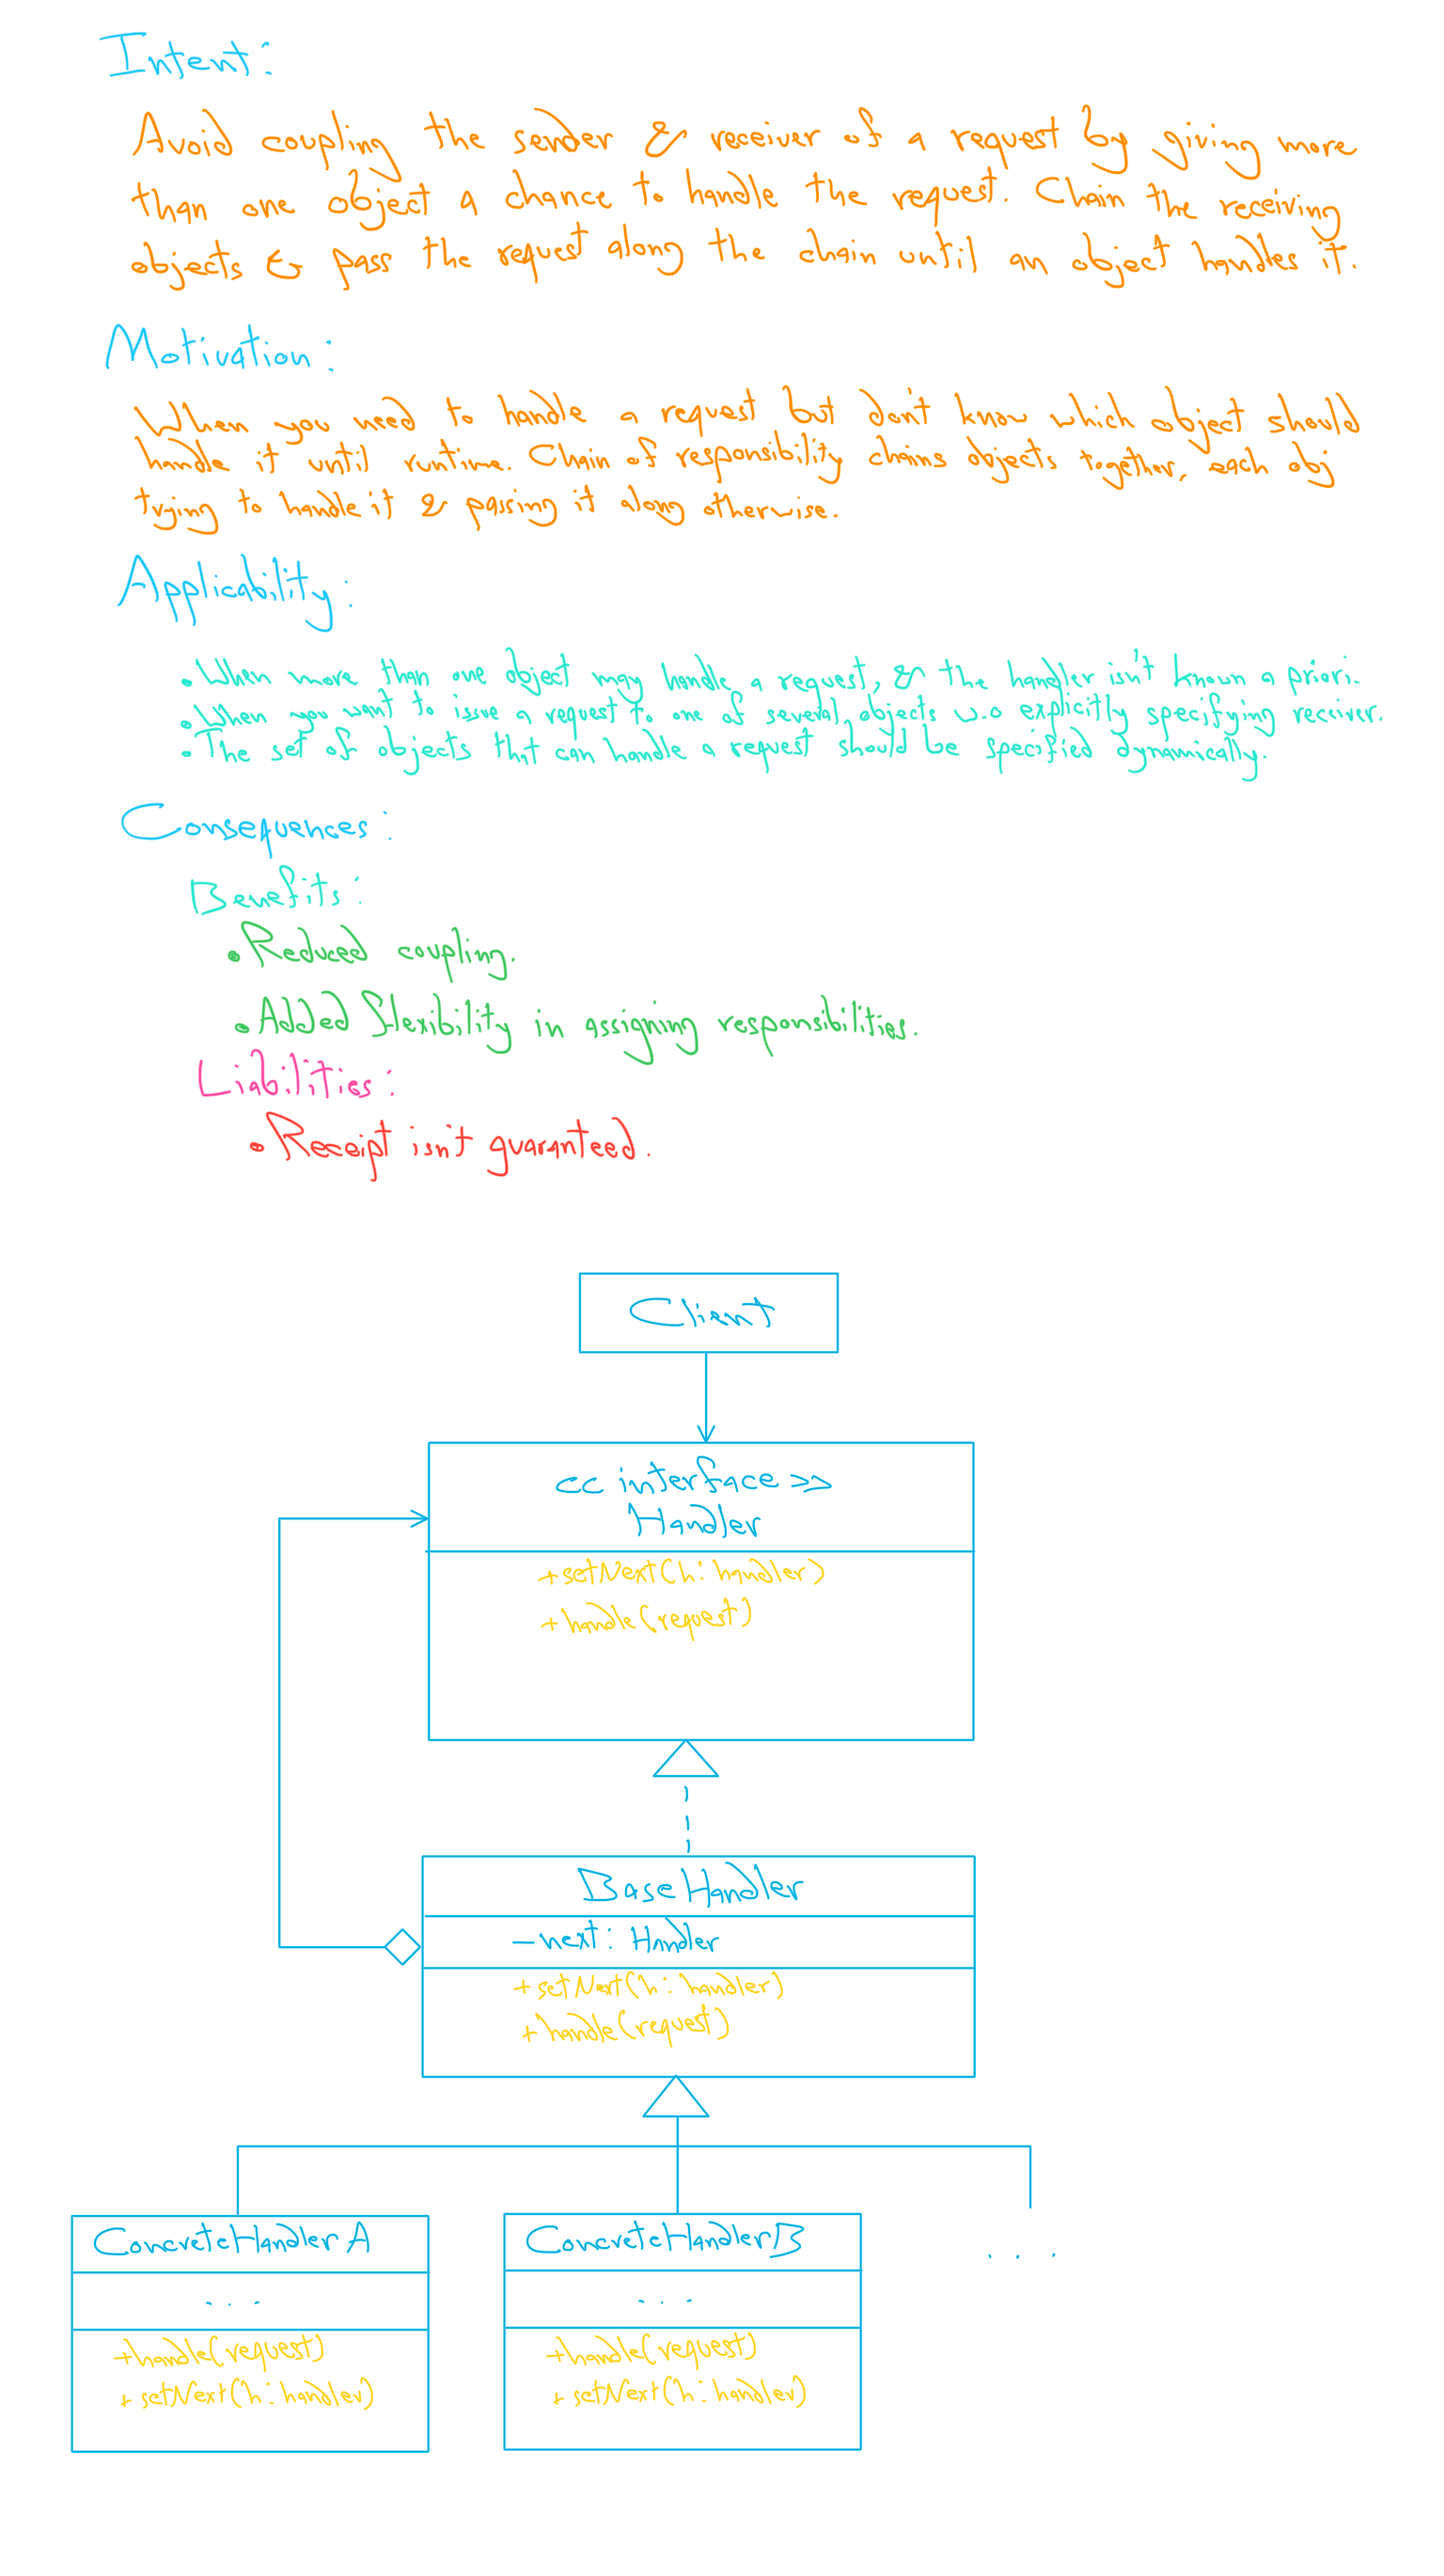 Intent:
Avoid coupling the sender & receiver of a request by giving more
than one object a chance to handle the request. Chain the receiving
objects & pass the request along the chain until an object handles it.
Motivation:
When you need to handle a request but don't know which object should
handle it until runtime. Chain of responsibility chains objects together, each obj
trying to handle it & passing it along otherwise.
Applicability:
• When more than one object may handle a request, & the handler isn't known a priori.
• When you want to issue a request to one of several objects w.o explicitly specifying receiver.
• The set of objects that can handle a request should be specified dynamically.
Consequences:
Benefits:
• Reduced coupling.
• Added flexibility in assigning responsibilities.
Liabilities:
• Receipt isn't guaranteed.
Client
<< interface >>
Handler
+setNext(h: handler)
+handle(request)
BaseHandler
-next: Handler
+setNext(h: handler)
+handle(request)
ConcreteHandlerA
...
+handle(request)
+setNext(h: handler)
ConcreteHandlerB
...
+handle(request)
+setNext(h: handler)
...